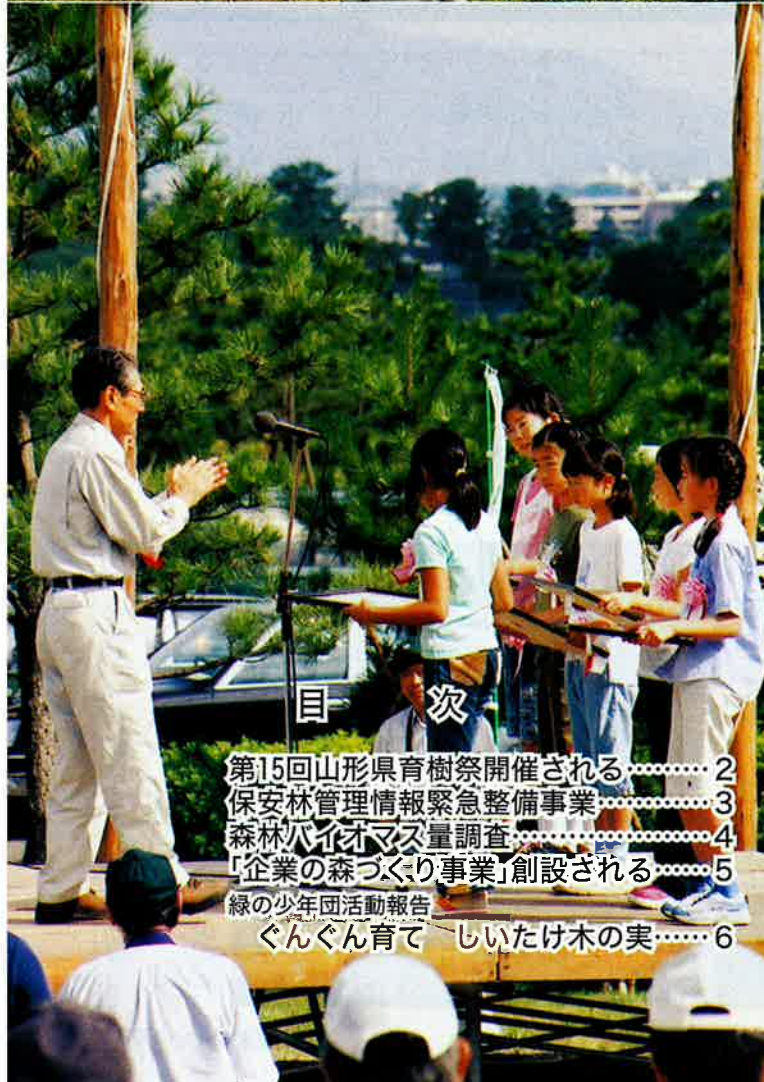 目　次
第15回山形県育樹祭開催される………2
保安林管理情報緊急整備事業…………3
森林バイオマス量調査…………………4
「企業の森づくり事業」創設される……5
緑の少年団活動報告
ぐんぐん育て　しいたけ木の実……6